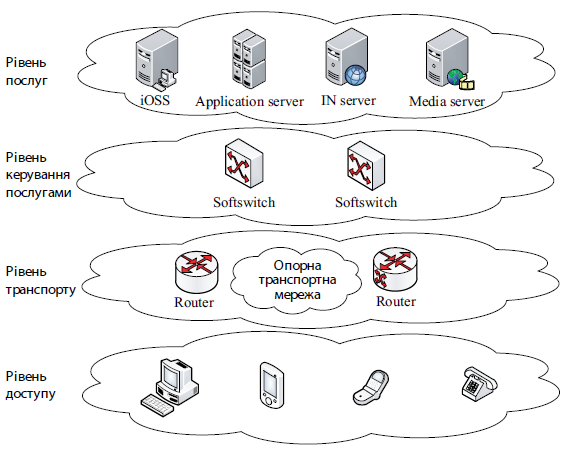 Рівень
послуг
iOSS
Application server
IN server
Media server
Рівень
керування
послугами
Softswitch
Softswitch
Рівень
транспорту
Router
Опорна
транспортна
мережа
Router
Рівень
доступу